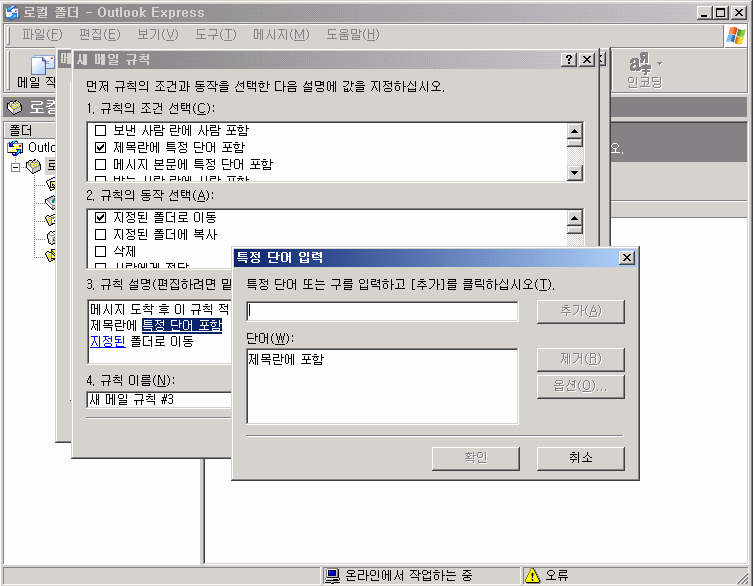 로컬 폴더 - Outlook Express
파일(F) 편집(E) 보기(V) 도구(T) 메시지(M) 도움말(H)
메일 작
인코딩
로컬
폴더
Outlo
로
메
오.
새 메일 규칙
먼저 규칙의 조건과 동작을 선택한 다음 설명에 값을 지정하십시오.
1. 규칙의 조건 선택(C):
보낸 사람 란에 사람 포함
제목란에 특정 단어 포함
메시지 본문에 특정 단어 포함
받는 사람 란에 사람 포함
2. 규칙의 동작 선택(A):
지정된 폴더로 이동
지정된 폴더에 복사
삭제
사람에게 전달
3. 규칙 설명(편집하려면 밑
메시지 도착 후 이 규칙 적
제목란에 특정 단어 포함
지정된 폴더로 이동
4. 규칙 이름(N):
새 메일 규칙 #3
특정 단어 입력
특정 단어 또는 구를 입력하고 [추가]를 클릭하십시오(T).
추가(A)
단어(W):
제목란에 포함
제거(R)
옵션(O)...
확인 취소
온라인에서 작업하는 중 오류